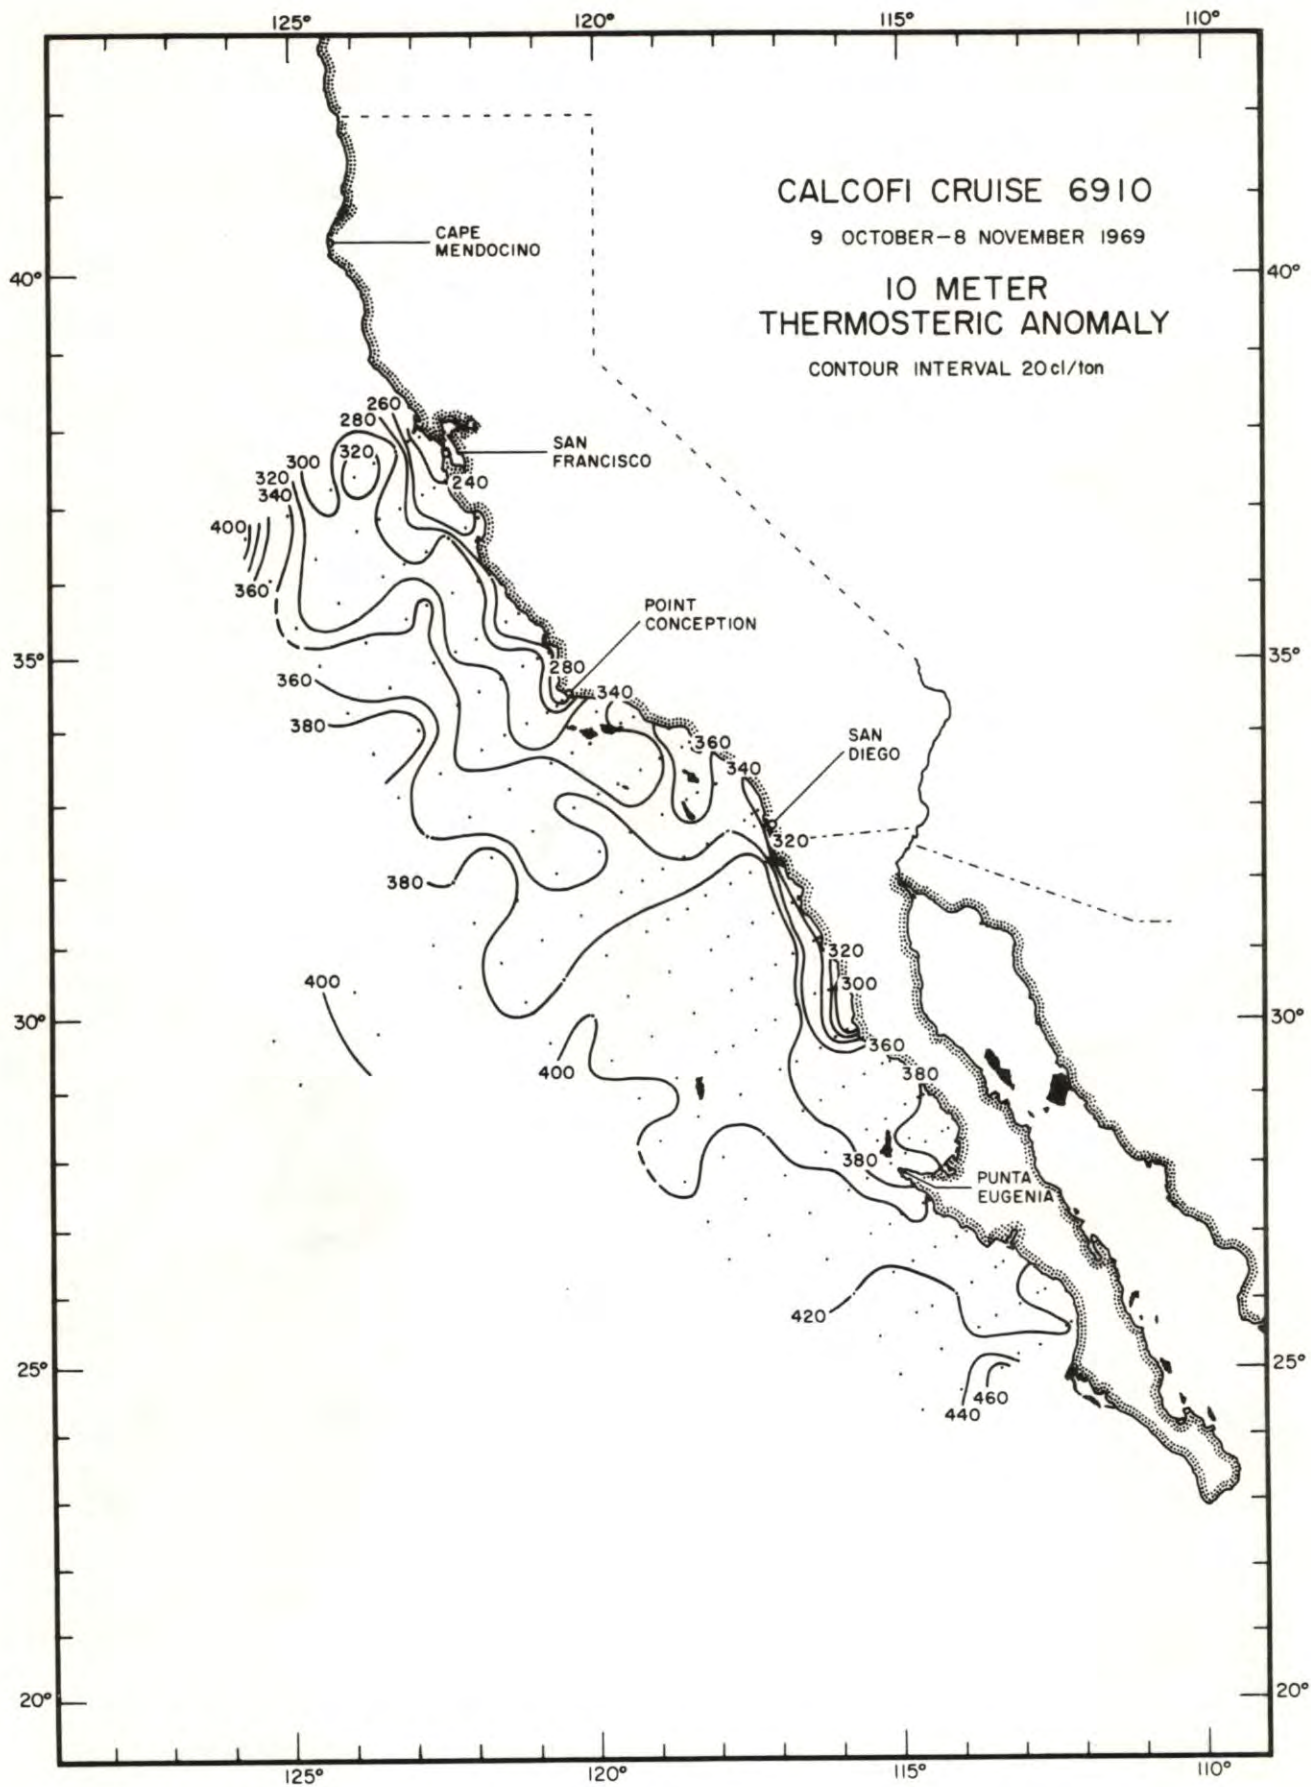 125° 120° 115° 110°
CALCOFI CRUISE 6910
9 OCTOBER–8 NOVEMBER 1969
10 METER
THERMOSTERIC ANOMALY
CONTOUR INTERVAL 20 cl/ton
CAPE
MENDOCINO
40° 40°
260
280
320
300
320
340
400
360
SAN
FRANCISCO
240
POINT
CONCEPTION
35° 35°
280
360
340
380
SAN
DIEGO
360
340
320
380
320
300
400
30° 30°
360
400
380
380
PUNTA
EUGENIA
420
25° 25°
460
440
20° 20°
125° 120° 115° 110°